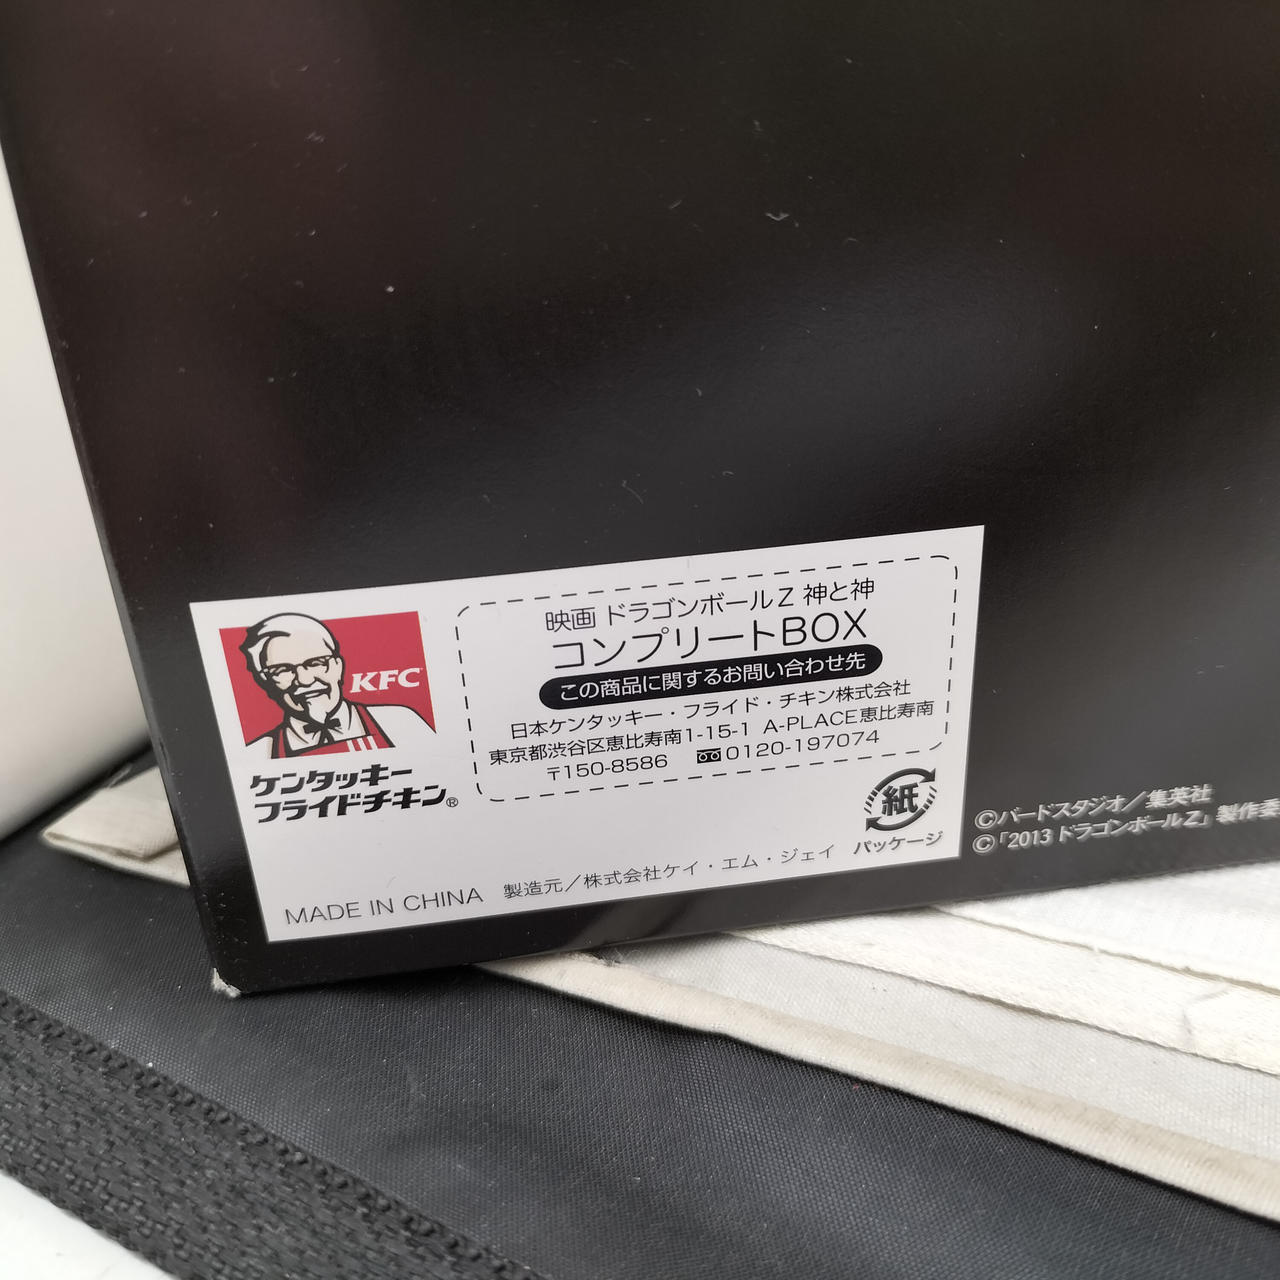 KFC
ケンタッキー
フライドチキン®
映画 ドラゴンボールZ 神と神
コンプリートBOX
この商品に関するお問い合わせ先
日本ケンタッキー・フライド・チキン株式会社
東京都渋谷区恵比寿南1-15-1 A-PLACE恵比寿南
〒150-8586 0120-197074
紙
パッケージ
MADE IN CHINA 製造元／株式会社ケイ・エム・ジェイ
©バードスタジオ／集英社
©「2013 ドラゴンボールZ」製作委